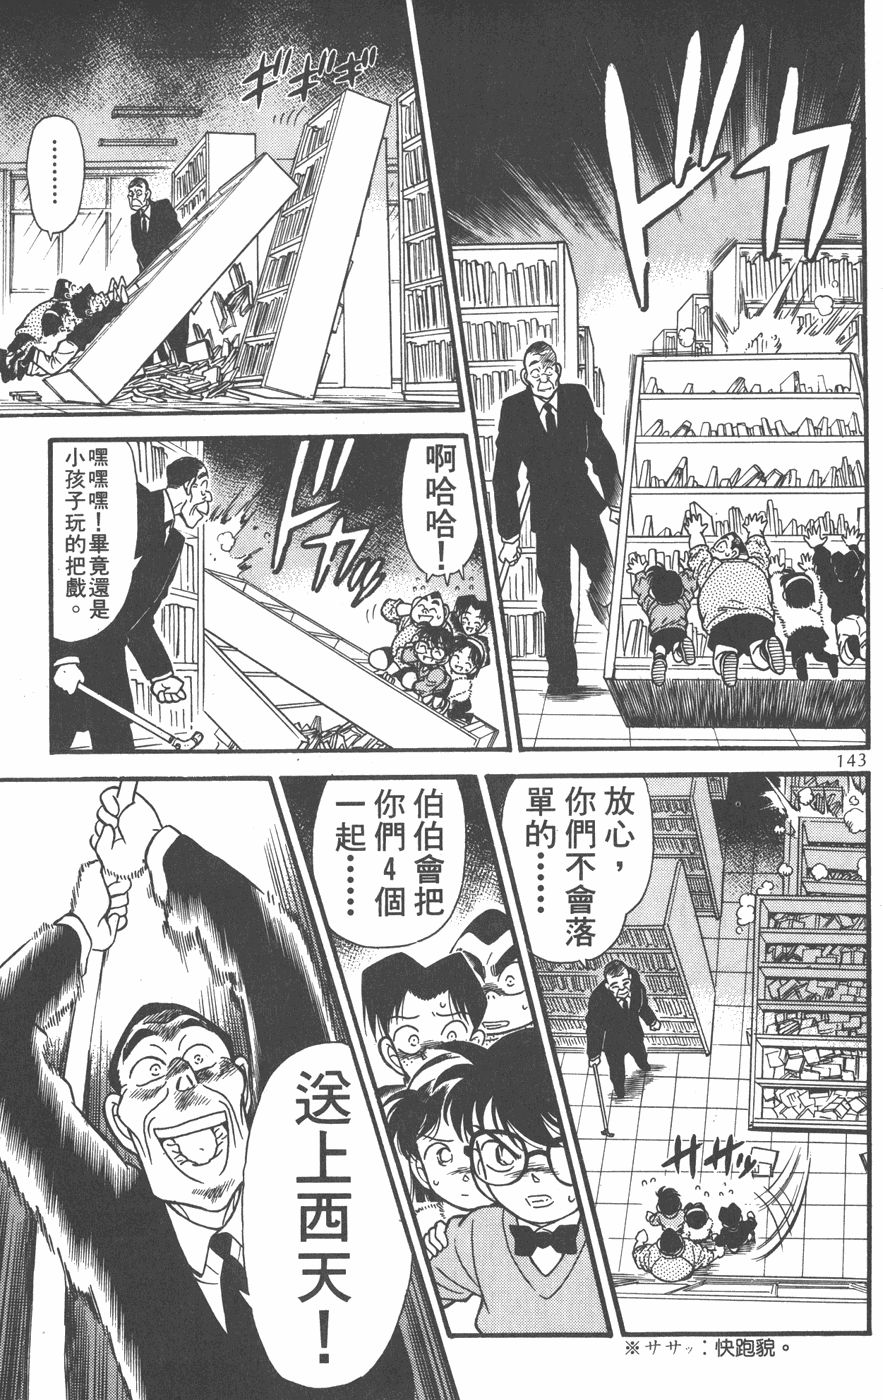 ドカ
ギギギギ
………
啊哈哈！
ドカ
嘿嘿嘿！畢竟還是
小孩子玩的把戲。
143
放心，
你們不會落
單的……
ササッ
伯伯會把
你們4個
一起……
送上西天！
※ササッ：快跑貌。